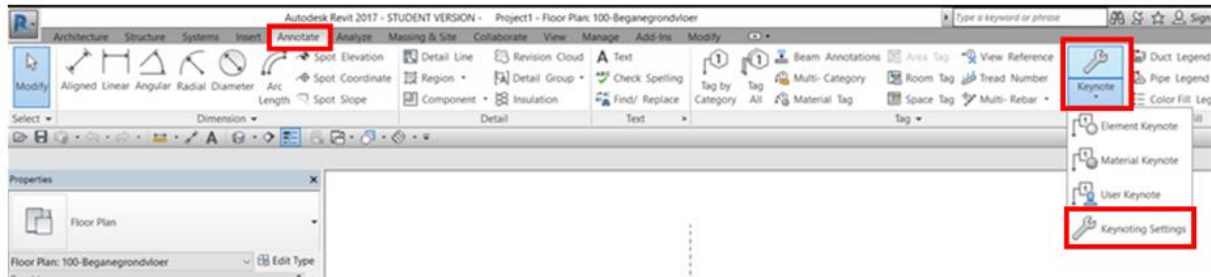 Autodesk Revit 2017 - STUDENT VERSION - Project1 - Floor Plan: 100-Beganegrondvloer Type a keyword or phrase Sign
Architecture Structure Systems Insert Annotate Analyze Massing & Site Collaborate View Manage Add-Ins Modify
Spot Elevation Detail Line Revision Cloud A Text Beam Annotations Area Tag View Reference Duct Legend
Modify Aligned Linear Angular Radial Diameter Arc Length Spot Coordinate Region Detail Group Check Spelling Tag by Category Tag All Multi- Category Room Tag Tread Number Keynote Pipe Legend
Spot Slope Component Insulation Find/ Replace Material Tag Space Tag Multi- Rebar Color Fill Leg
Select Dimension Detail Text Tag
Element Keynote
Material Keynote
User Keynote
Keynoting Settings
Properties
Floor Plan
Floor Plan: 100-Beganegrondvloer Edit Type